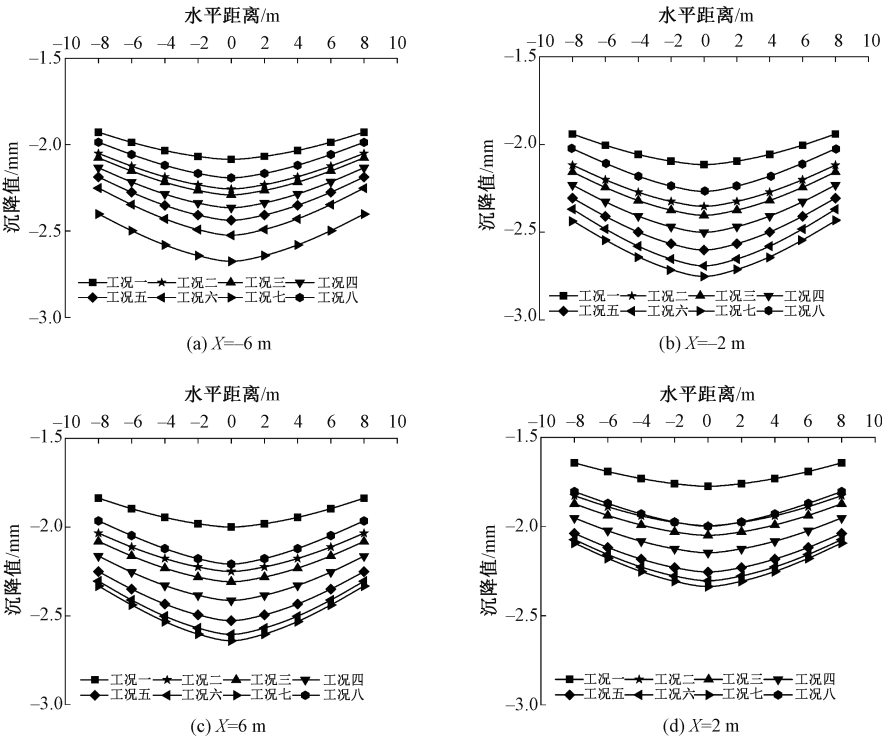 水平距离/m
−10 −8 −6 −4 −2 0 2 4 6 8 10
−1.5
−2.0
−2.5
−3.0
沉降值/mm
工况一 工况二 工况三 工况四
工况五 工况六 工况七 工况八
(a) X=−6 m
水平距离/m
−10 −8 −6 −4 −2 0 2 4 6 8 10
−1.5
−2.0
−2.5
−3.0
沉降值/mm
工况一 工况二 工况三 工况四
工况五 工况六 工况七 工况八
(b) X=−2 m
水平距离/m
−10 −8 −6 −4 −2 0 2 4 6 8 10
−1.5
−2.0
−2.5
−3.0
沉降值/mm
工况一 工况二 工况三 工况四
工况五 工况六 工况七 工况八
(c) X=6 m
水平距离/m
−10 −8 −6 −4 −2 0 2 4 6 8 10
−1.5
−2.0
−2.5
−3.0
沉降值/mm
工况一 工况二 工况三 工况四
工况五 工况六 工况七 工况八
(d) X=2 m